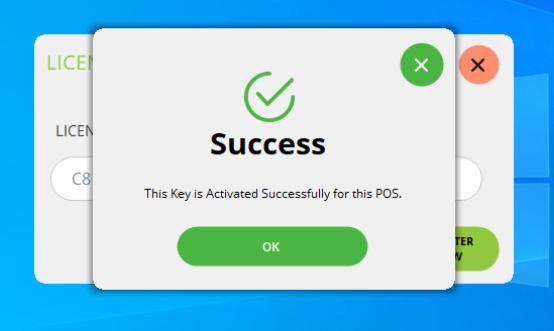 LICEN
LICEN
C8
Success
This Key is Activated Successfully for this POS.
OK
TER
W